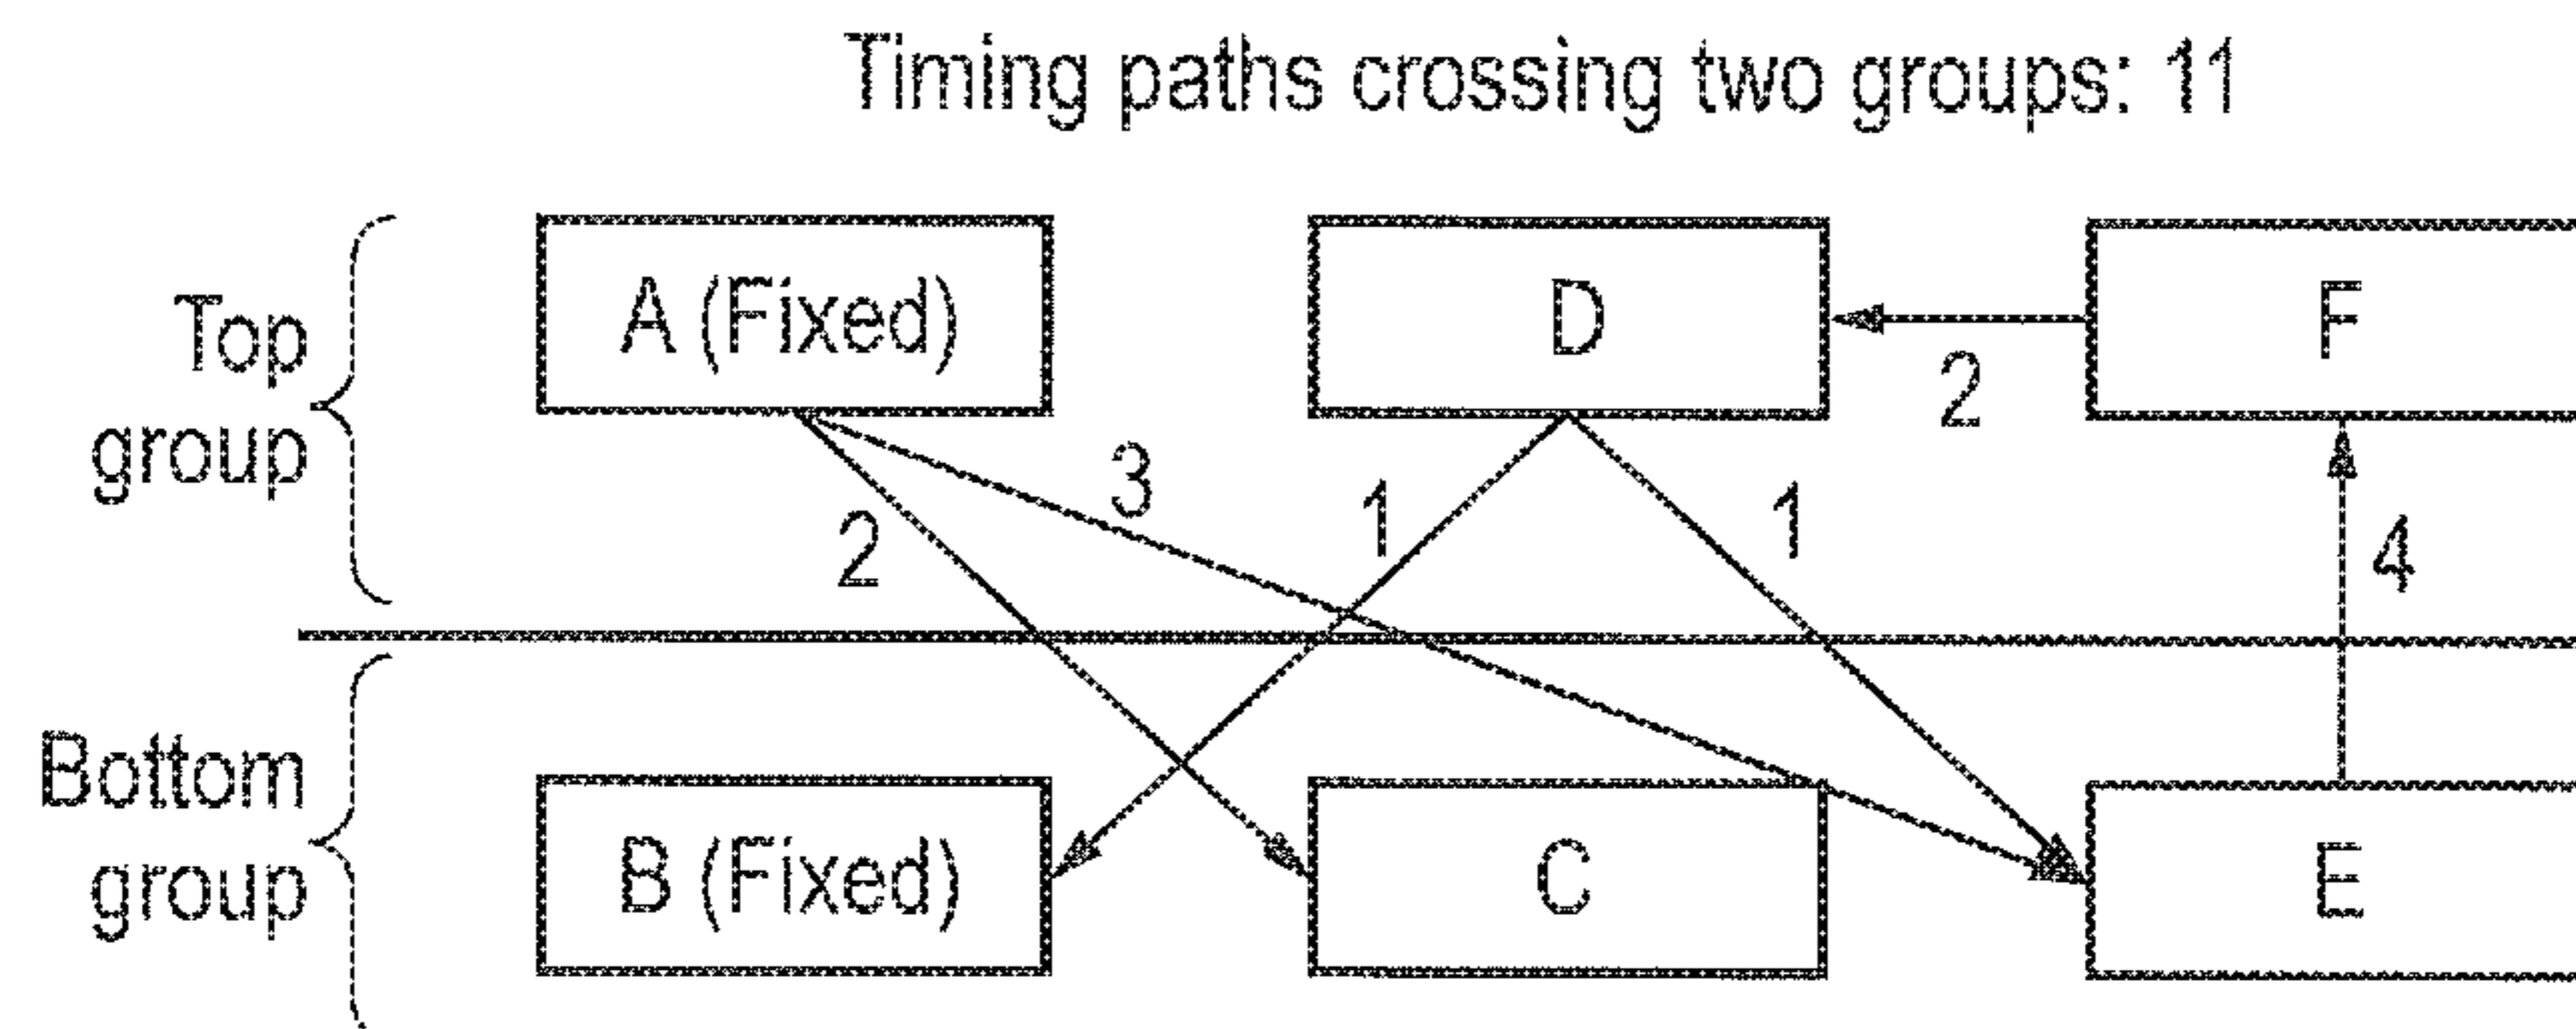 Timing paths crossing two groups: 11
Top
group
A (Fixed)
D
F
2
3
1
1
2
4
Bottom
group
B (Fixed)
C
E